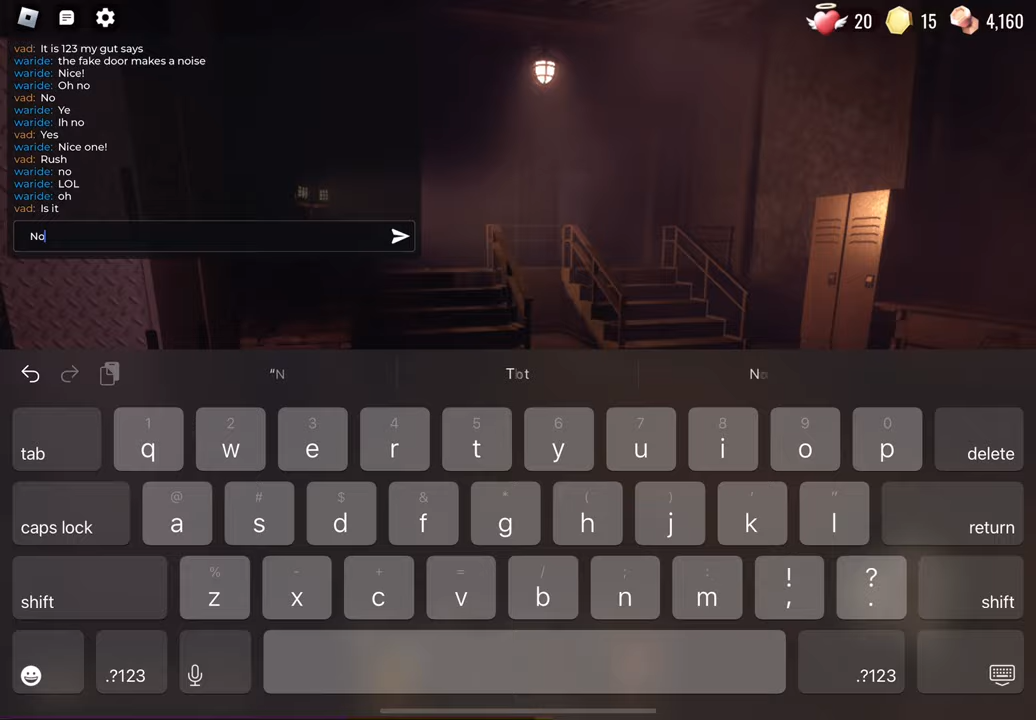 20 15 4,160
vad: It is 123 my gut says
waride: the fake door makes a noise
waride: Nice!
waride: Oh no
vad: No
waride: Ye
waride: Ih no
vad: Yes
waride: Nice one!
vad: Rush
waride: no
waride: LOL
waride: oh
vad: Is it
No
"N
1 2 3 4 5 6 7 8 9 0
tab q w e r t y u i o p delete
@ # $ & * ( ) ' "
caps lock a s d f g h j k l return
% - + = / ; : ! ?
shift z x c v b n m , . shift
.?123 .?123